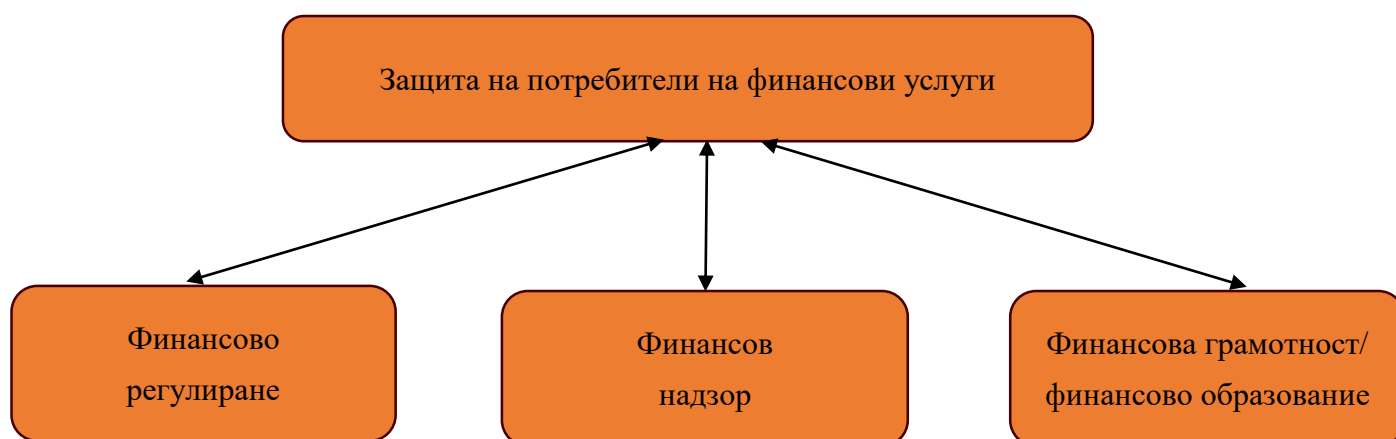 Защита на потребители на финансови услуги
Финансово
регулиране
Финансов
надзор
Финансова грамотност/
финансово образование